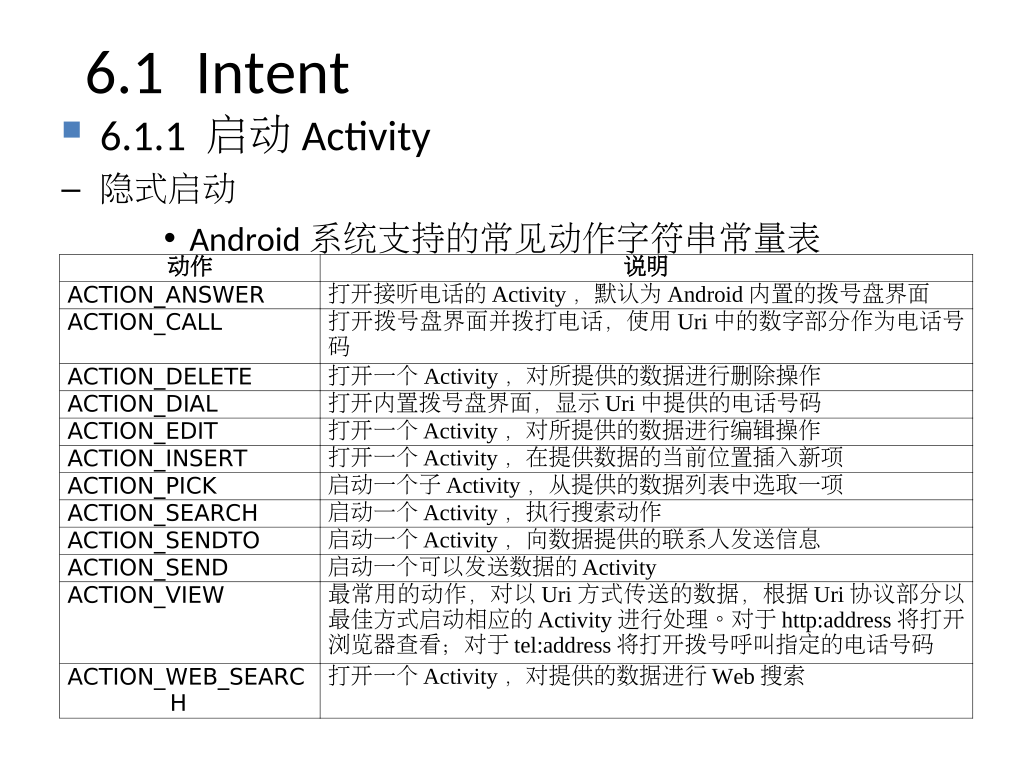 6.1 Intent
■ 6.1.1 启动 Activity
– 隐式启动
• Android 系统支持的常见动作字符串常量表
动作 说明
ACTION_ANSWER 打开接听电话的 Activity ，默认为 Android 内置的拨号盘界面
ACTION_CALL 打开拨号盘界面并拨打电话，使用 Uri 中的数字部分作为电话号
码
ACTION_DELETE 打开一个 Activity ，对所提供的数据进行删除操作
ACTION_DIAL 打开内置拨号盘界面，显示 Uri 中提供的电话号码
ACTION_EDIT 打开一个 Activity ，对所提供的数据进行编辑操作
ACTION_INSERT 打开一个 Activity ，在提供数据的当前位置插入新项
ACTION_PICK 启动一个子 Activity ，从提供的数据列表中选取一项
ACTION_SEARCH 启动一个 Activity ，执行搜索动作
ACTION_SENDTO 启动一个 Activity ，向数据提供的联系人发送信息
ACTION_SEND 启动一个可以发送数据的 Activity
ACTION_VIEW 最常用的动作，对以 Uri 方式传送的数据，根据 Uri 协议部分以
最佳方式启动相应的 Activity 进行处理。对于 http:address 将打开
浏览器查看；对于 tel:address 将打开拨号呼叫指定的电话号码
ACTION_WEB_SEARC 打开一个 Activity ，对提供的数据进行 Web 搜索
H